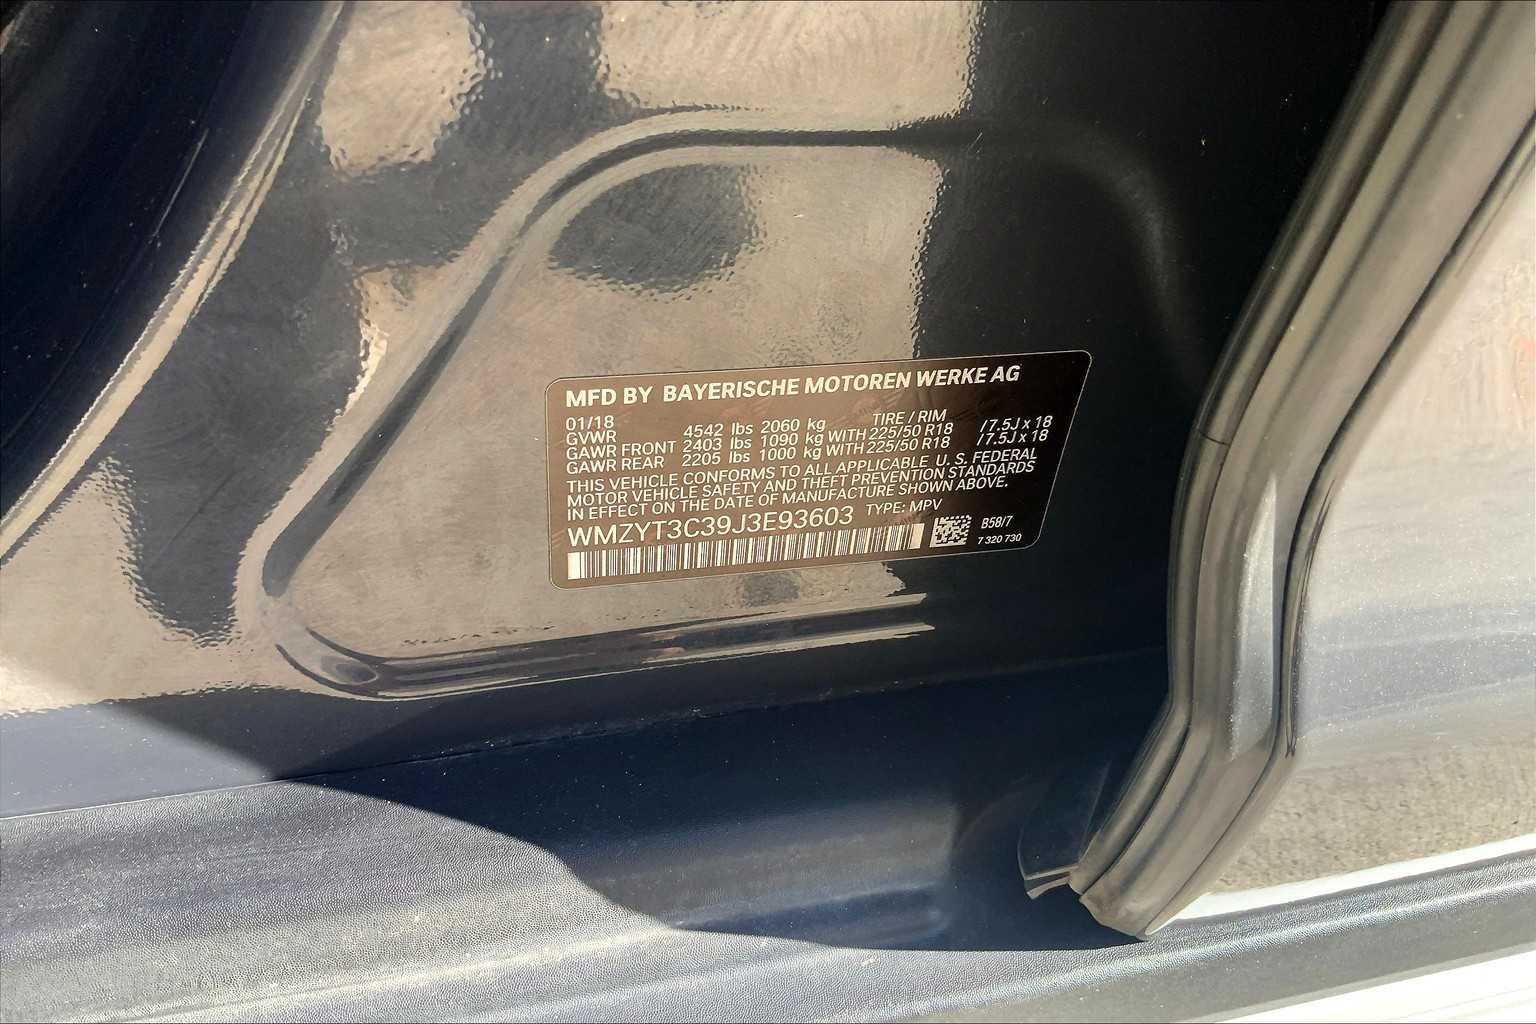 MFD BY BAYERISCHE MOTOREN WERKE AG
01/18 TIRE / RIM
GVWR 4542 lbs 2060 kg
GAWR FRONT 2403 lbs 1090 kg WITH 225/50 R18 /7.5J x 18
GAWR REAR 2205 lbs 1000 kg WITH 225/50 R18 /7.5J x 18
THIS VEHICLE CONFORMS TO ALL APPLICABLE U. S. FEDERAL
MOTOR VEHICLE SAFETY AND THEFT PREVENTION STANDARDS
IN EFFECT ON THE DATE OF MANUFACTURE SHOWN ABOVE.
WMZYT3C39J3E93603 TYPE: MPV
B58/7
7 320 730